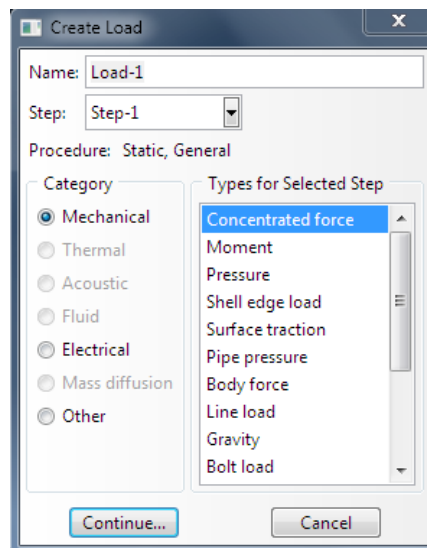 Create Load
x
Name: Load-1
Step: Step-1
Procedure: Static, General
Category
Mechanical
Thermal
Acoustic
Fluid
Electrical
Mass diffusion
Other
Types for Selected Step
Concentrated force
Moment
Pressure
Shell edge load
Surface traction
Pipe pressure
Body force
Line load
Gravity
Bolt load
Continue... Cancel